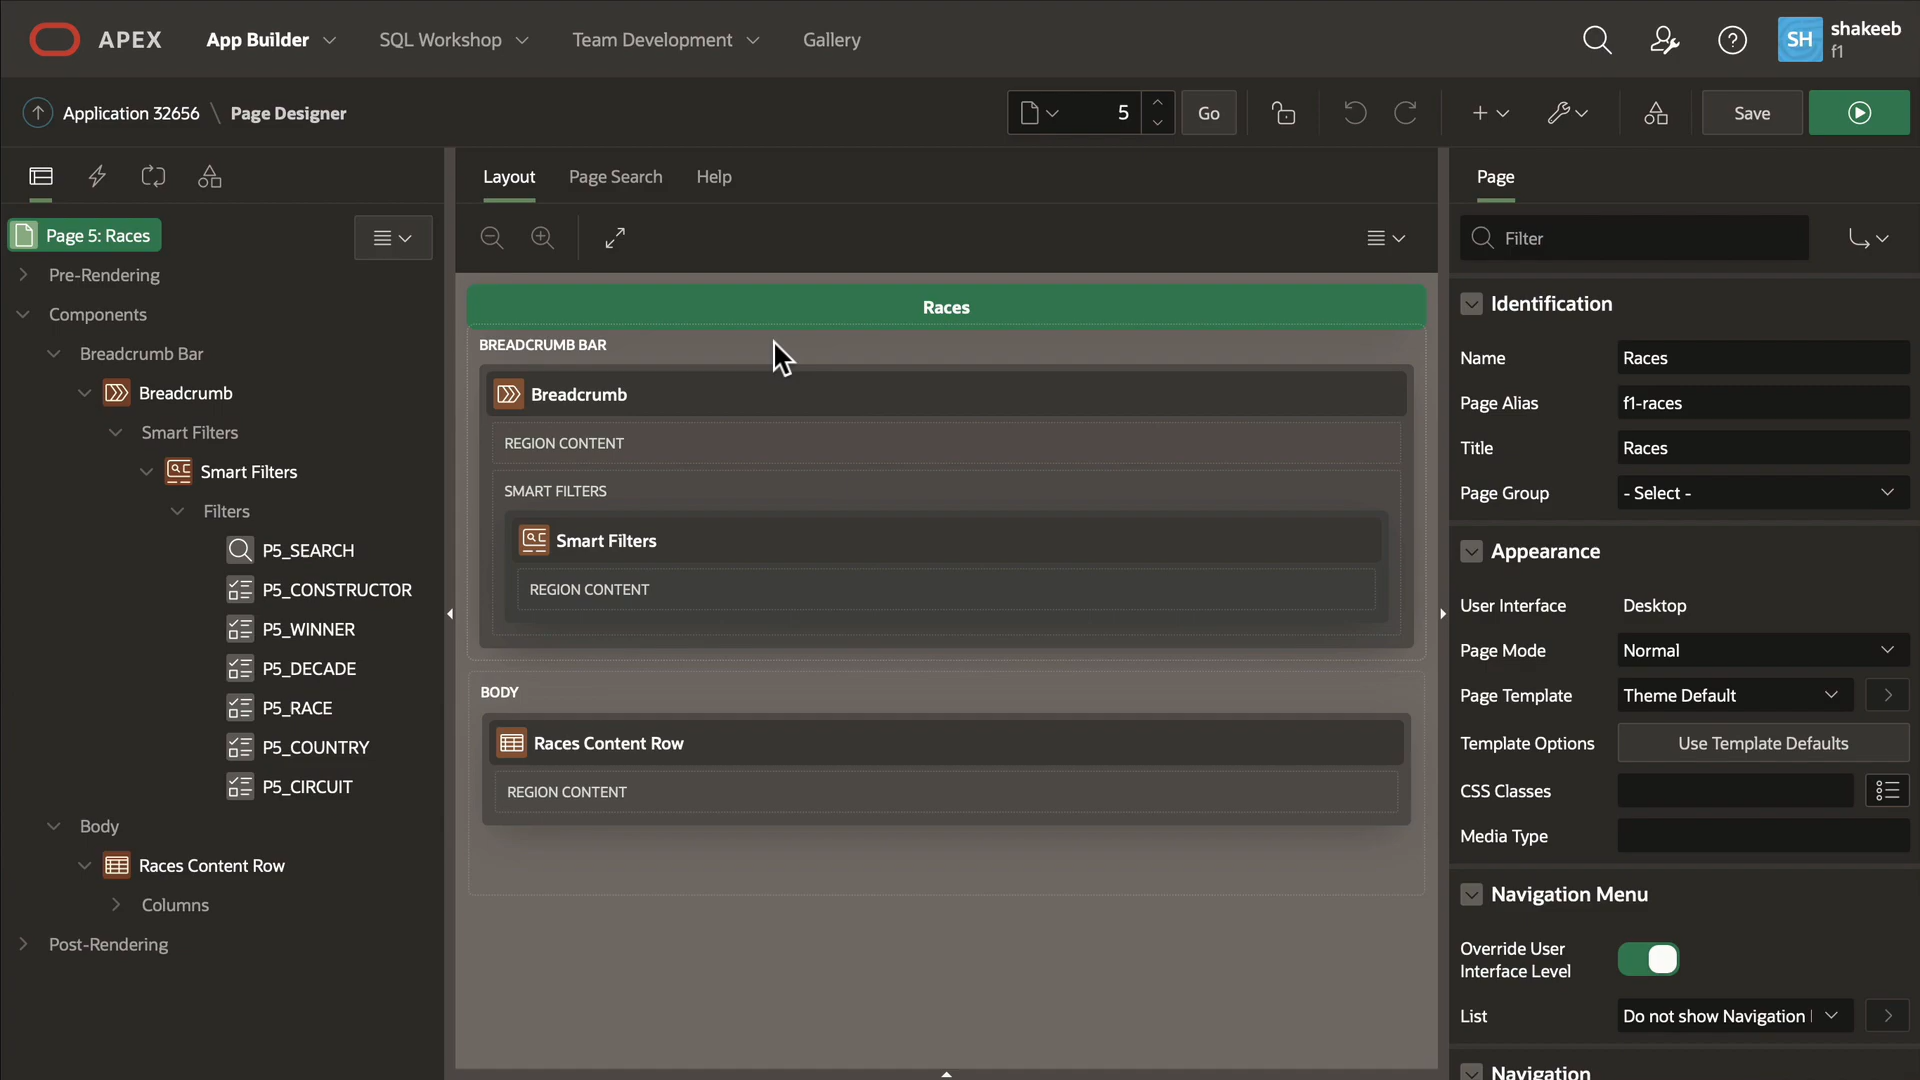 APEX
App Builder
SQL Workshop
Team Development
Gallery
SH
shakeeb
f1
Application 32656 \ Page Designer
5
Go
Save
Page 5: Races
Pre-Rendering
Components
Breadcrumb Bar
Breadcrumb
Smart Filters
Smart Filters
Filters
P5_SEARCH
P5_CONSTRUCTOR
P5_WINNER
P5_DECADE
P5_RACE
P5_COUNTRY
P5_CIRCUIT
Body
Races Content Row
Columns
Post-Rendering
Layout
Page Search
Help
Races
BREADCRUMB BAR
Breadcrumb
REGION CONTENT
SMART FILTERS
Smart Filters
REGION CONTENT
BODY
Races Content Row
REGION CONTENT
Page
Filter
Identification
Name
Races
Page Alias
f1-races
Title
Races
Page Group
- Select -
Appearance
User Interface
Desktop
Page Mode
Normal
Page Template
Theme Default
Template Options
Use Template Defaults
CSS Classes
Media Type
Navigation Menu
Override User
Interface Level
List
Do not show Navigation
Navigation